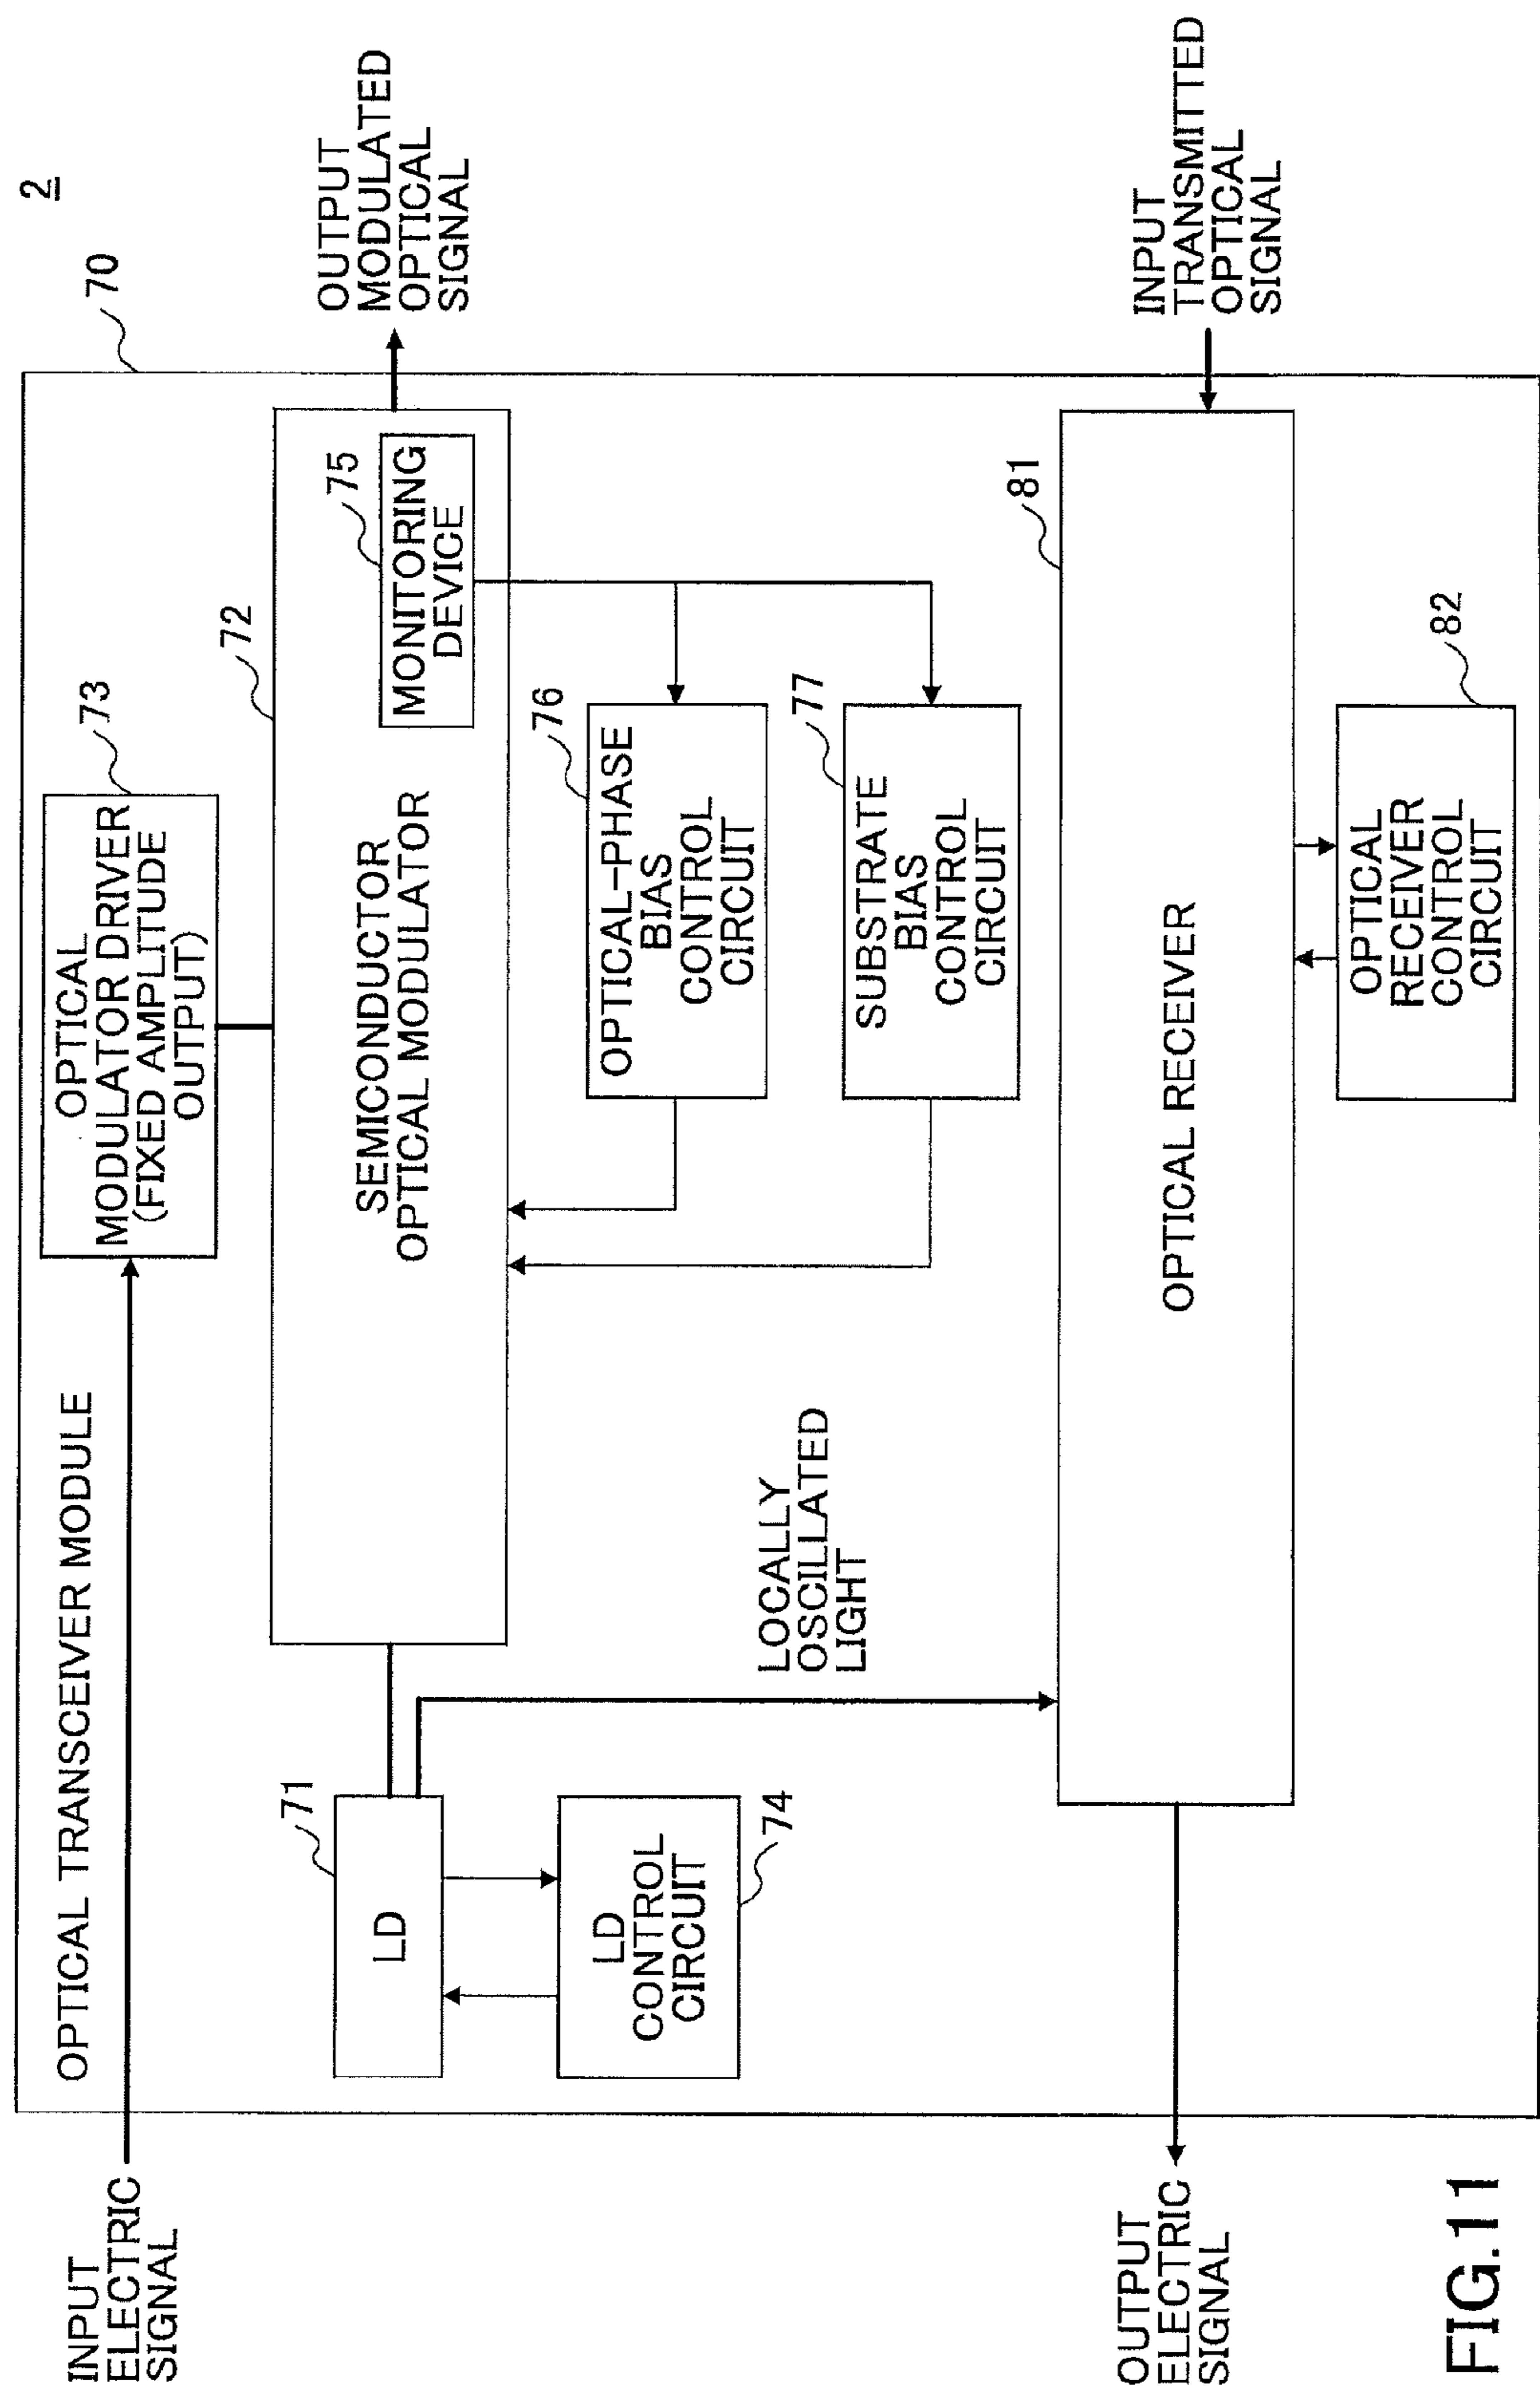 2
70
OPTICAL TRANSCEIVER MODULE
INPUT
ELECTRIC
SIGNAL
OPTICAL
MODULATOR DRIVER
(FIXED AMPLITUDE
OUTPUT)
73
72
SEMICONDUCTOR
OPTICAL MODULATOR
MONITORING
DEVICE
75
OUTPUT
MODULATED
OPTICAL
SIGNAL
71
LD
LD
CONTROL
CIRCUIT
74
OPTICAL-PHASE
BIAS
CONTROL
CIRCUIT
76
SUBSTRATE
BIAS
CONTROL
CIRCUIT
77
LOCALLY
OSCILLATED
LIGHT
81
OPTICAL RECEIVER
INPUT
TRANSMITTED
OPTICAL
SIGNAL
OUTPUT
ELECTRIC
SIGNAL
OPTICAL
RECEIVER
CONTROL
CIRCUIT
82
FIG.11